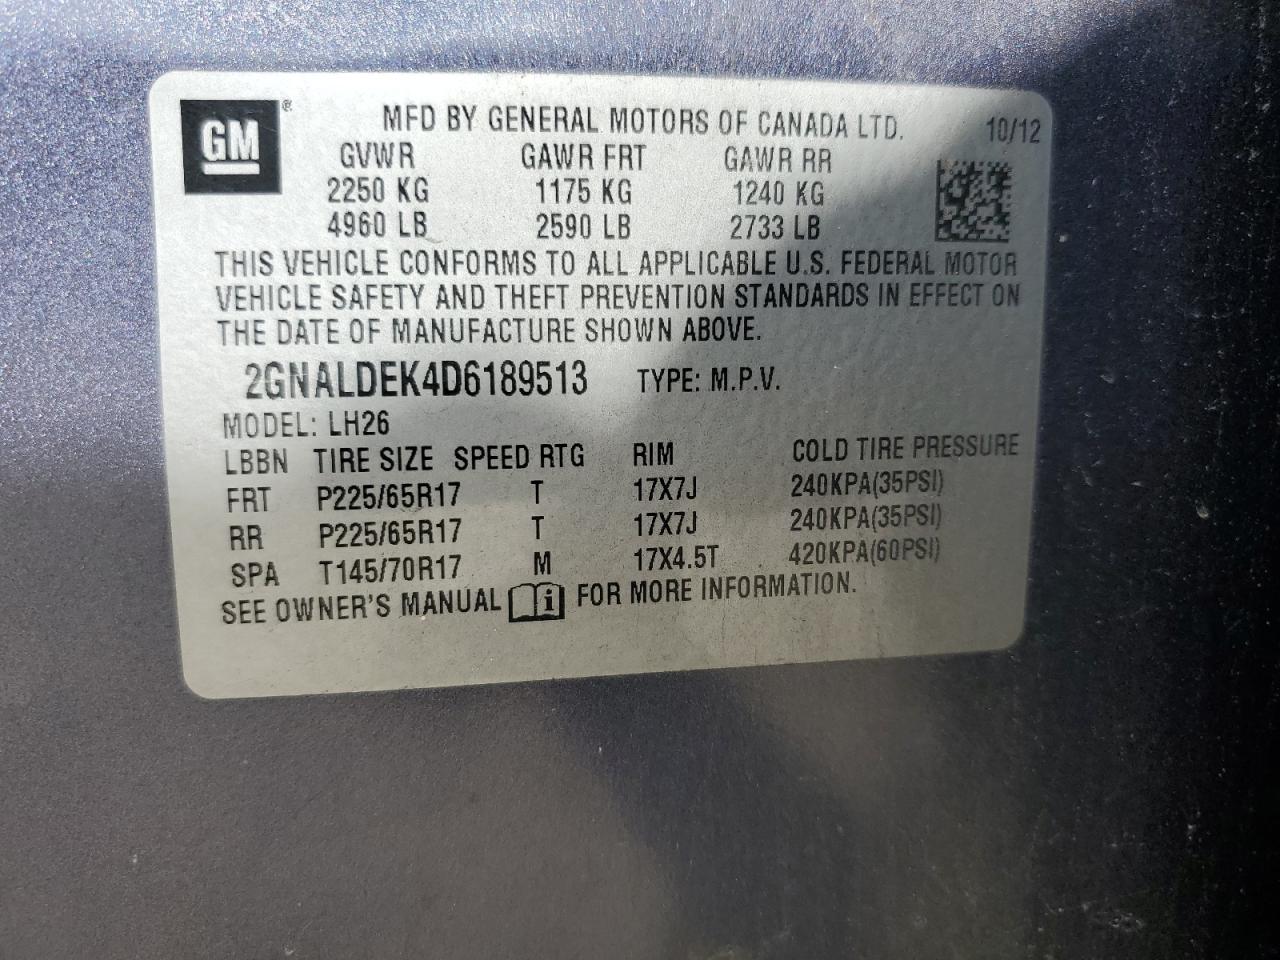 GM®
MFD BY GENERAL MOTORS OF CANADA LTD. 10/12
GVWR GAWR FRT GAWR RR
2250 KG 1175 KG 1240 KG
4960 LB 2590 LB 2733 LB
THIS VEHICLE CONFORMS TO ALL APPLICABLE U.S. FEDERAL MOTOR
VEHICLE SAFETY AND THEFT PREVENTION STANDARDS IN EFFECT ON
THE DATE OF MANUFACTURE SHOWN ABOVE.
2GNALDEK4D6189513 TYPE: M.P.V.
MODEL: LH26
LBBN TIRE SIZE SPEED RTG RIM COLD TIRE PRESSURE
FRT P225/65R17 T 17X7J 240KPA(35PSI)
RR P225/65R17 T 17X7J 240KPA(35PSI)
SPA T145/70R17 M 17X4.5T 420KPA(60PSI)
SEE OWNER'S MANUAL i FOR MORE INFORMATION.